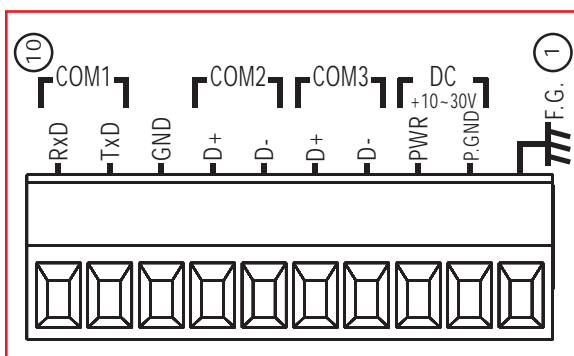 10 1
COM1 COM2 COM3 DC
+10~30V
RxD TxD GND D+ D- D+ D- PWR P.GND F.G.